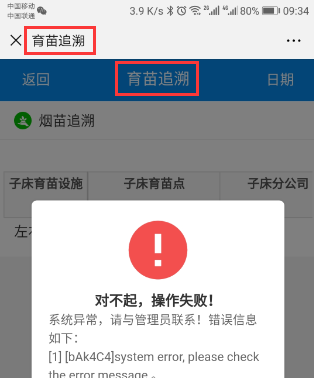 中国移动
中国联通
3.9 K/s 2G 4G 80% 09:34
育苗追溯
返回 育苗追溯 日期
烟苗追溯
子床育苗设施 子床育苗点 子床分公司
对不起，操作失败！
系统异常，请与管理员联系！错误信息
如下：
[1] [bAk4C4]system error, please check
the error message 。